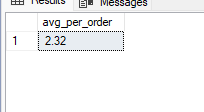 Results Messages
avg_per_order
1 2.32